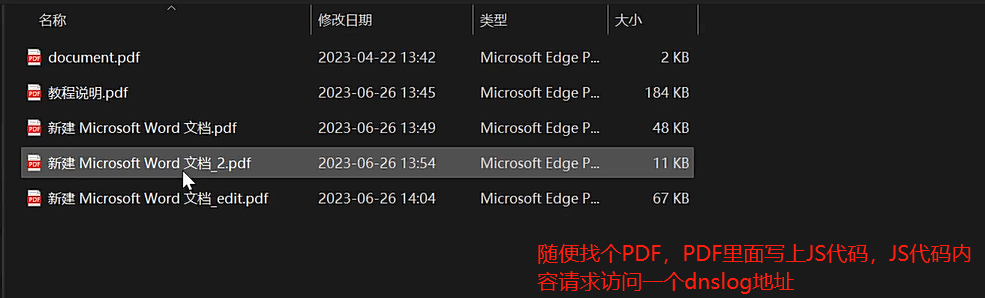 名称 修改日期 类型 大小
document.pdf 2023-04-22 13:42 Microsoft Edge P... 2 KB
教程说明.pdf 2023-06-26 13:45 Microsoft Edge P... 184 KB
新建 Microsoft Word 文档.pdf 2023-06-26 13:49 Microsoft Edge P... 48 KB
新建 Microsoft Word 文档_2.pdf 2023-06-26 13:54 Microsoft Edge P... 11 KB
新建 Microsoft Word 文档_edit.pdf 2023-06-26 14:04 Microsoft Edge P... 67 KB
随便找个PDF，PDF里面写上JS代码，JS代码内
容请求访问一个dnslog地址